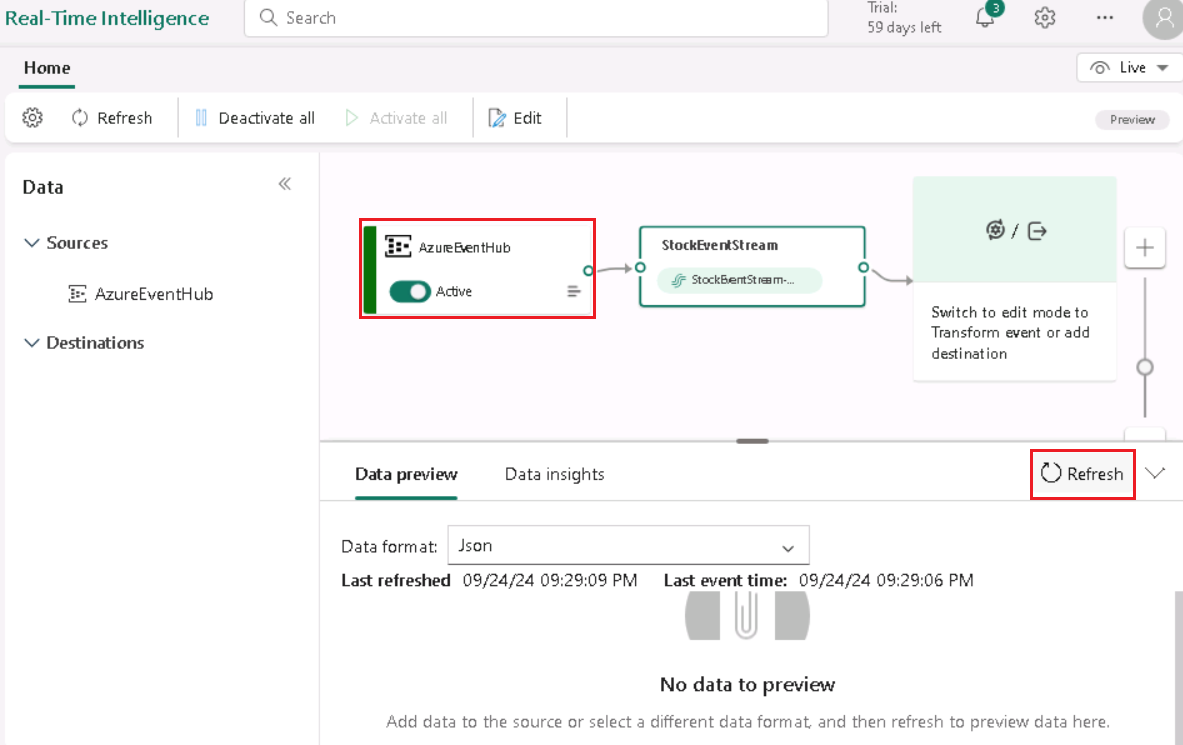 Real-Time Intelligence
Search
Trial:
59 days left
3
Home
Live
Refresh
Deactivate all
Activate all
Edit
Preview
Data
Sources
AzureEventHub
Destinations
AzureEventHub
Active
StockEventStream
StockEventStream-...
/
Switch to edit mode to
Transform event or add
destination
Data preview
Data insights
Refresh
Data format:
Json
Last refreshed 09/24/24 09:29:09 PM Last event time: 09/24/24 09:29:06 PM
No data to preview
Add data to the source or select a different data format, and then refresh to preview data here.